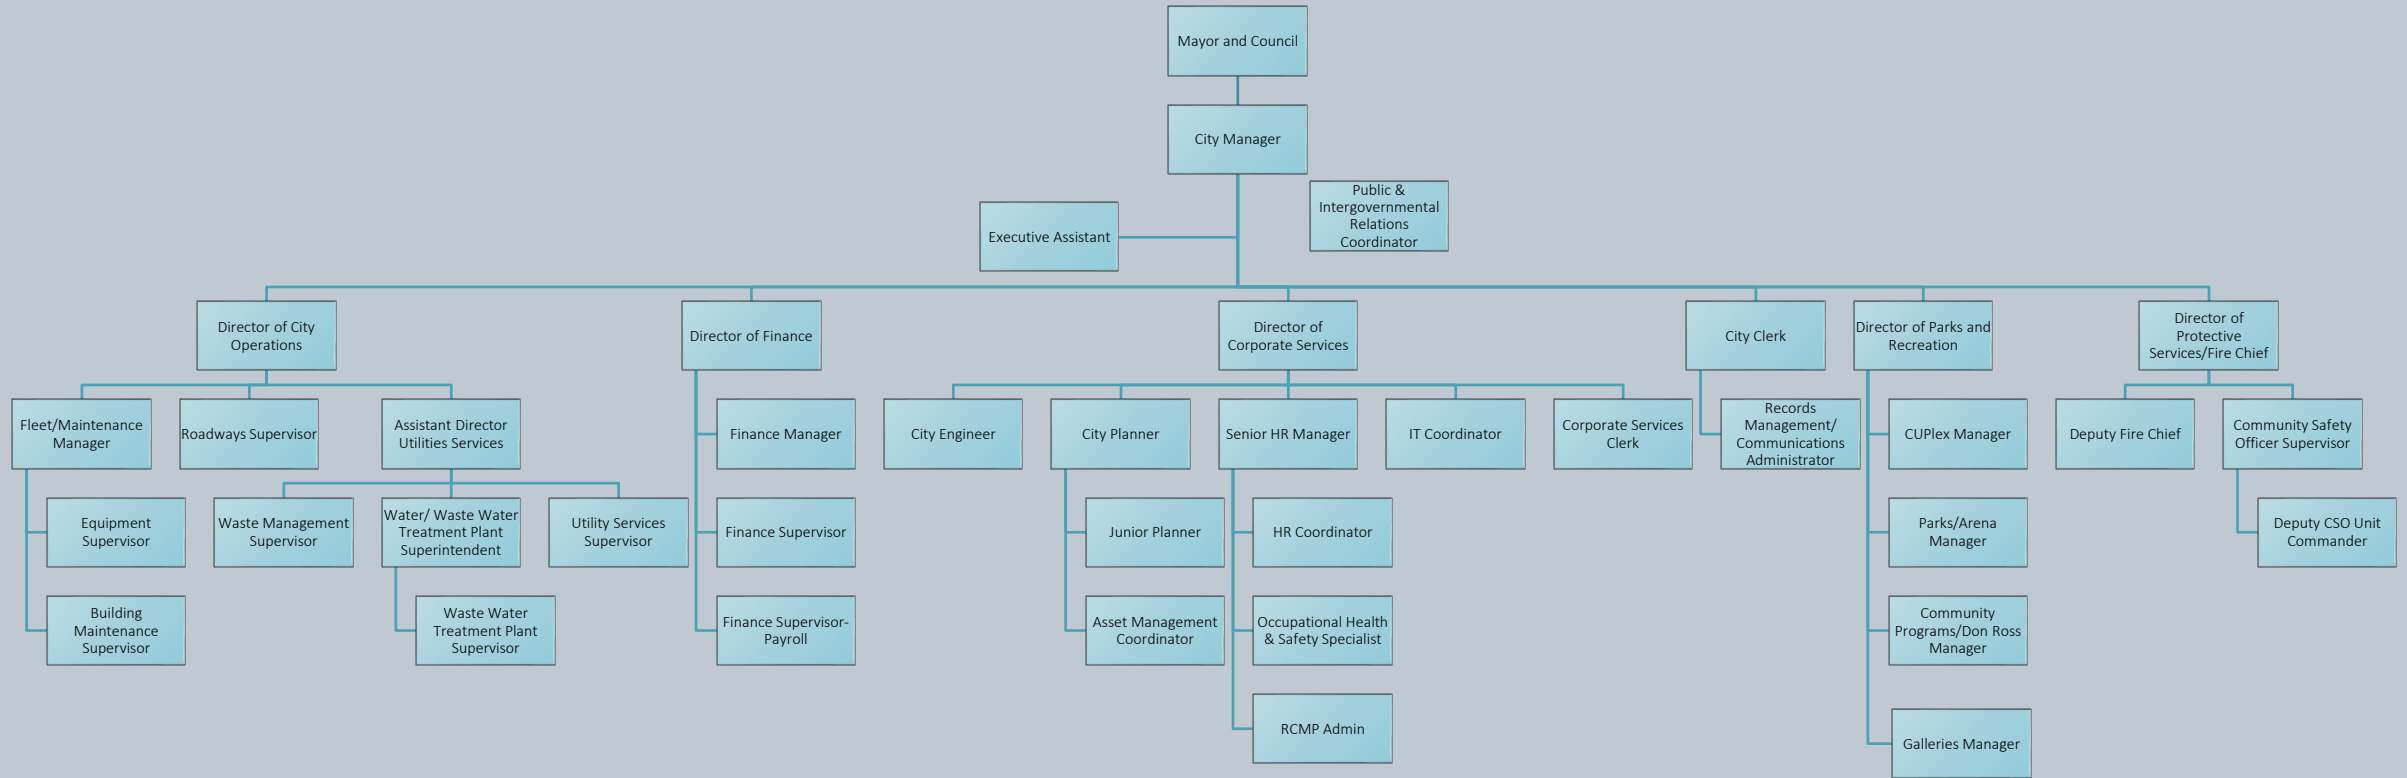 Mayor and Council
City Manager
Public &
Intergovernmental
Relations
Coordinator
Executive Assistant
Director of City
Operations
Director of Finance
Director of
Corporate Services
City Clerk
Director of Parks and
Recreation
Director of
Protective
Services/Fire Chief
Fleet/Maintenance
Manager
Roadways Supervisor
Assistant Director
Utilities Services
Finance Manager
City Engineer
City Planner
Senior HR Manager
IT Coordinator
Corporate Services
Clerk
Records
Management/
Communications
Administrator
CUPlex Manager
Deputy Fire Chief
Community Safety
Officer Supervisor
Equipment
Supervisor
Waste Management
Supervisor
Water/ Waste Water
Treatment Plant
Superintendent
Utility Services
Supervisor
Finance Supervisor
Junior Planner
HR Coordinator
Parks/Arena
Manager
Deputy CSO Unit
Commander
Building
Maintenance
Supervisor
Waste Water
Treatment Plant
Supervisor
Finance Supervisor-
Payroll
Asset Management
Coordinator
Occupational Health
& Safety Specialist
Community
Programs/Don Ross
Manager
RCMP Admin
Galleries Manager